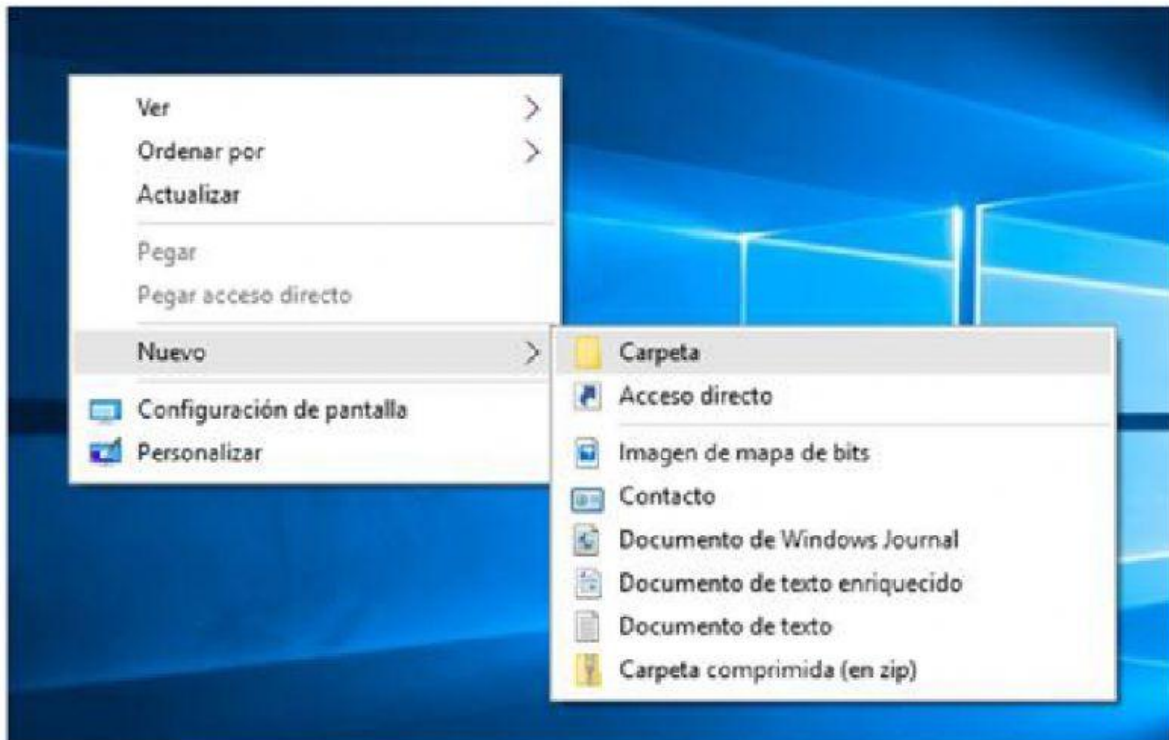 Ver
Ordenar por
Actualizar
Pegar
Pegar acceso directo
Nuevo
Configuración de pantalla
Personalizar
Carpeta
Acceso directo
Imagen de mapa de bits
Contacto
Documento de Windows Journal
Documento de texto enriquecido
Documento de texto
Carpeta comprimida (en zip)